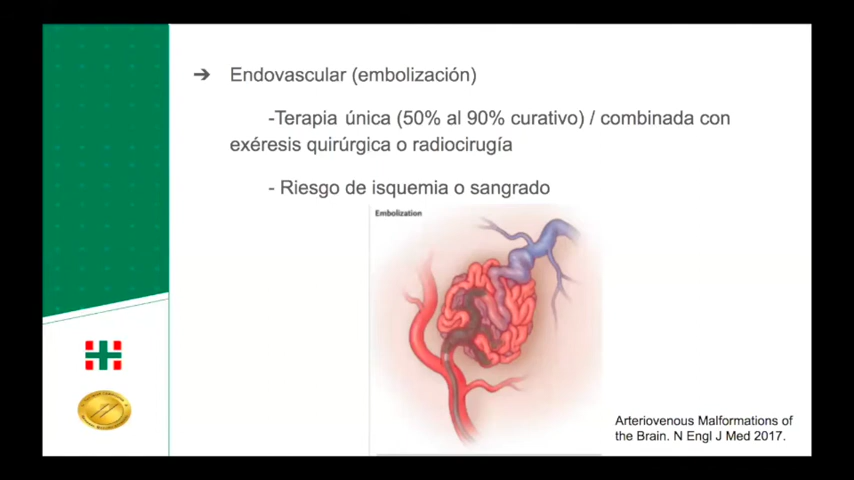 ➔ Endovascular (embolización)
-Terapia única (50% al 90% curativo) / combinada con
exéresis quirúrgica o radiocirugía
- Riesgo de isquemia o sangrado
Embolization
Arteriovenous Malformations of
the Brain. N Engl J Med 2017.